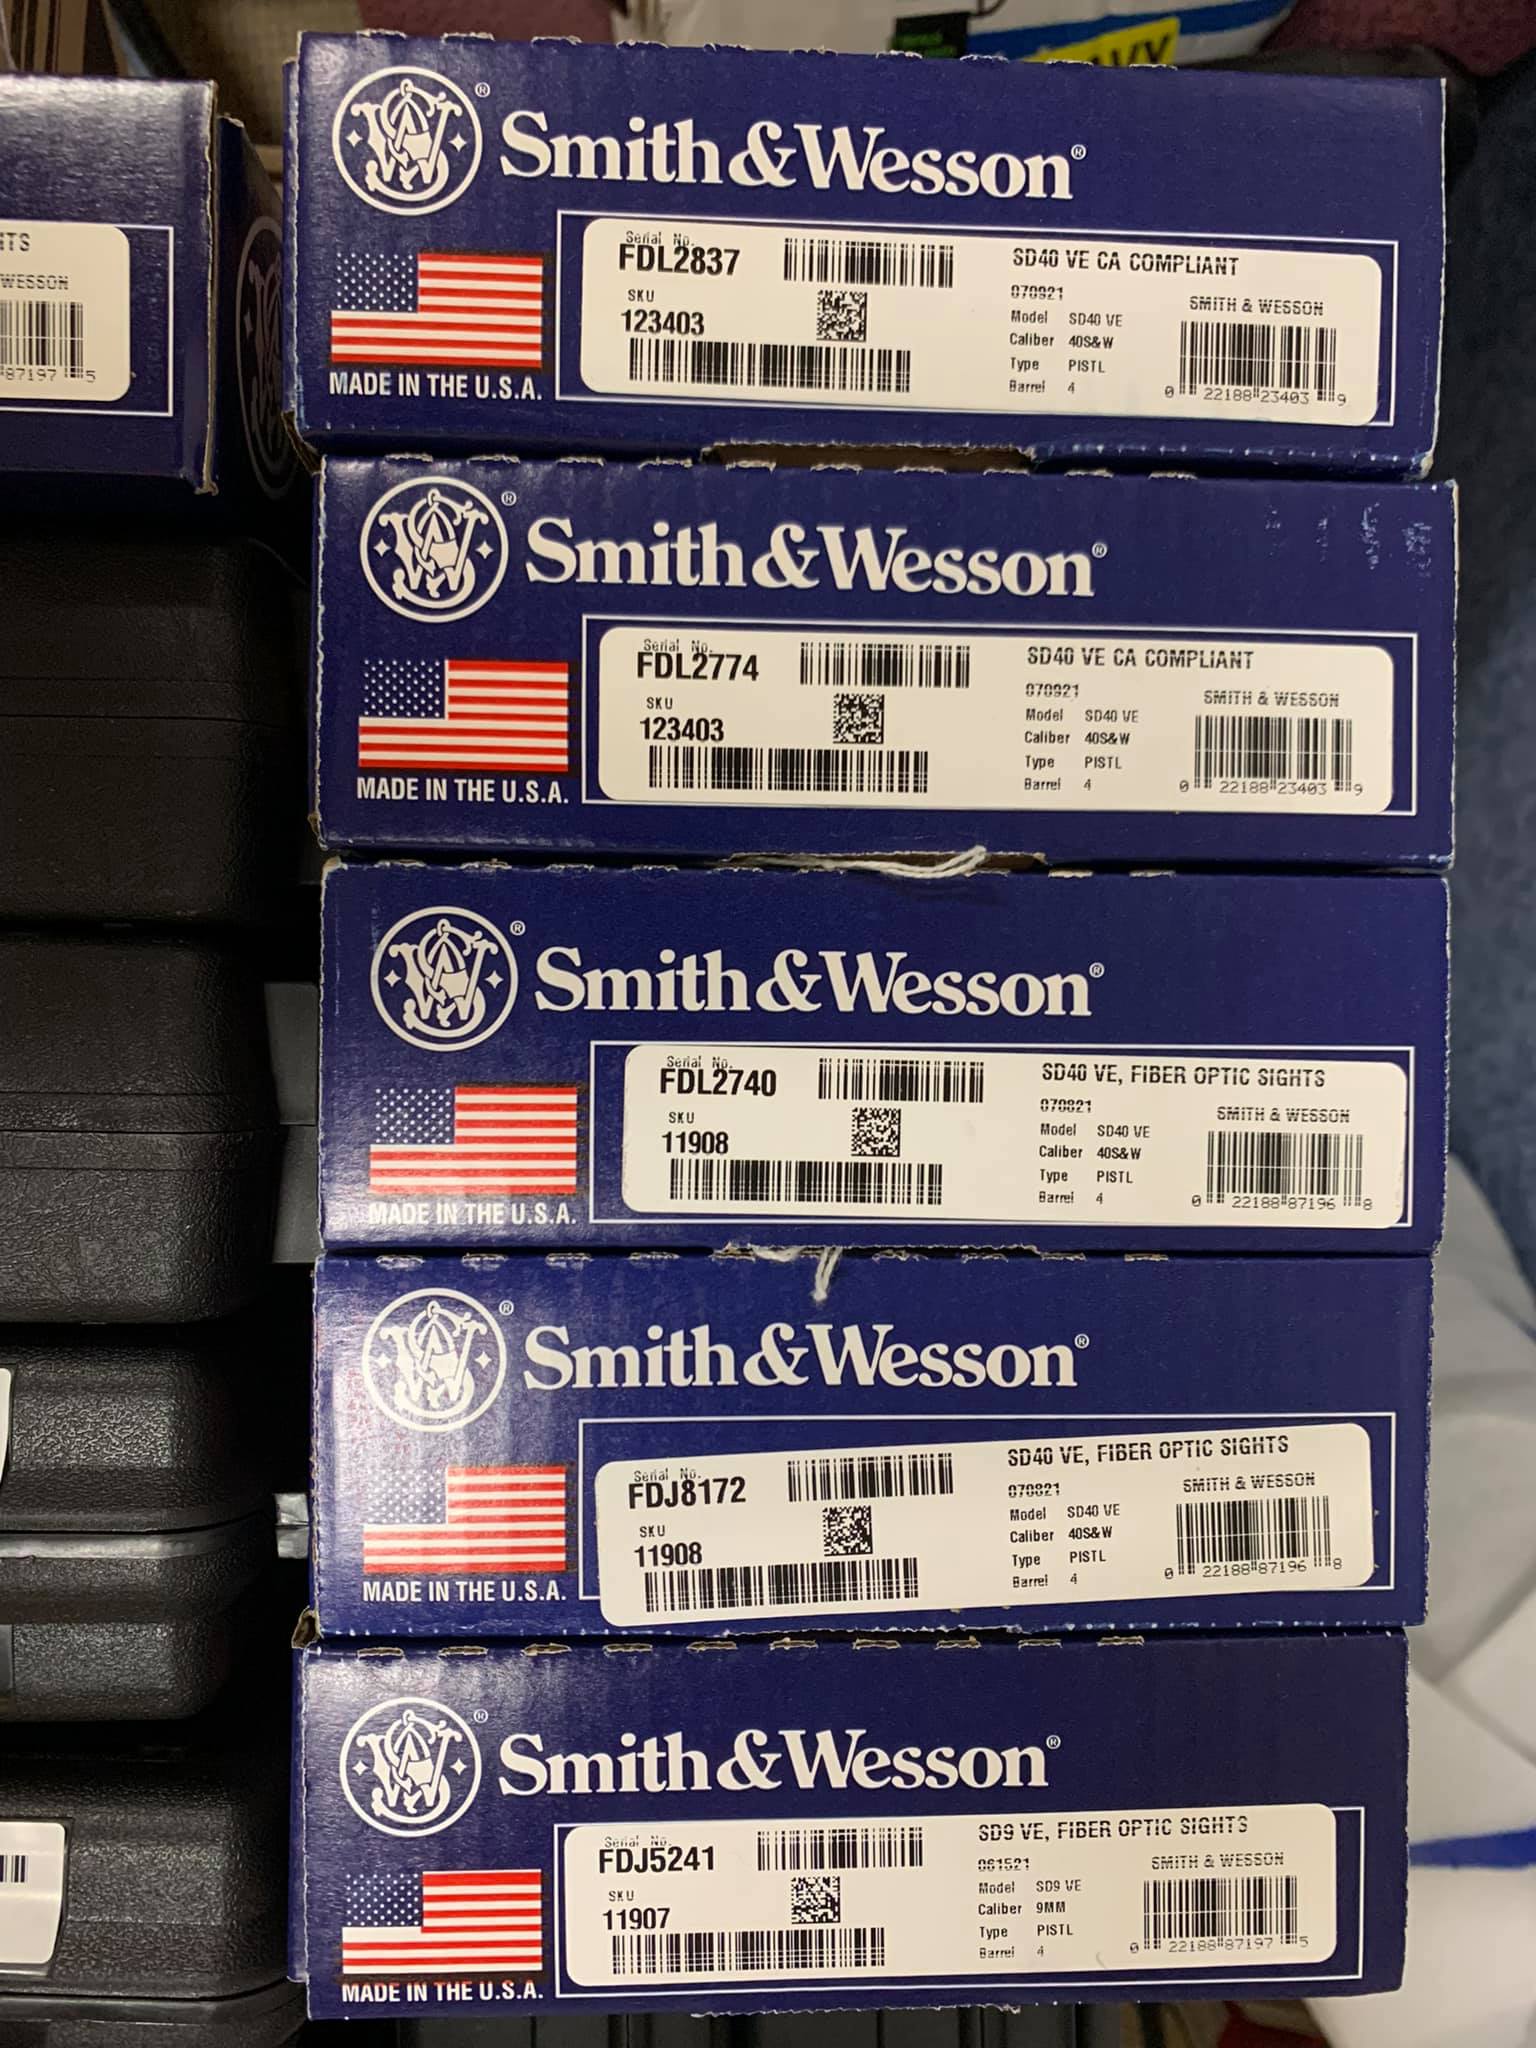 AVY
ITS
WESSON
87197 5
Smith & Wesson®
MADE IN THE U.S.A.
Serial No.
FDL2837
SKU
123403
SD40 VE CA COMPLIANT
070921
Model SD40 VE
Caliber 40S&W
Type PISTL
Barrel 4
SMITH & WESSON
0 22188 23403 9
Smith & Wesson®
MADE IN THE U.S.A.
Serial No.
FDL2774
SKU
123403
SD40 VE CA COMPLIANT
070921
Model SD40 VE
Caliber 40S&W
Type PISTL
Barrel 4
SMITH & WESSON
0 22188 23403 9
Smith & Wesson®
MADE IN THE U.S.A.
Serial No.
FDL2740
SKU
11908
SD40 VE, FIBER OPTIC SIGHTS
070821
Model SD40 VE
Caliber 40S&W
Type PISTL
Barrel 4
SMITH & WESSON
0 22188 87196 8
Smith & Wesson®
MADE IN THE U.S.A.
Serial No.
FDJ8172
SKU
11908
SD40 VE, FIBER OPTIC SIGHTS
070821
Model SD40 VE
Caliber 40S&W
Type PISTL
Barrel 4
SMITH & WESSON
0 22188 87196 8
Smith & Wesson®
MADE IN THE U.S.A.
Serial No.
FDJ5241
SKU
11907
SD9 VE, FIBER OPTIC SIGHTS
061521
Model SD9 VE
Caliber 9MM
Type PISTL
Barrel 4
SMITH & WESSON
0 22188 87197 5